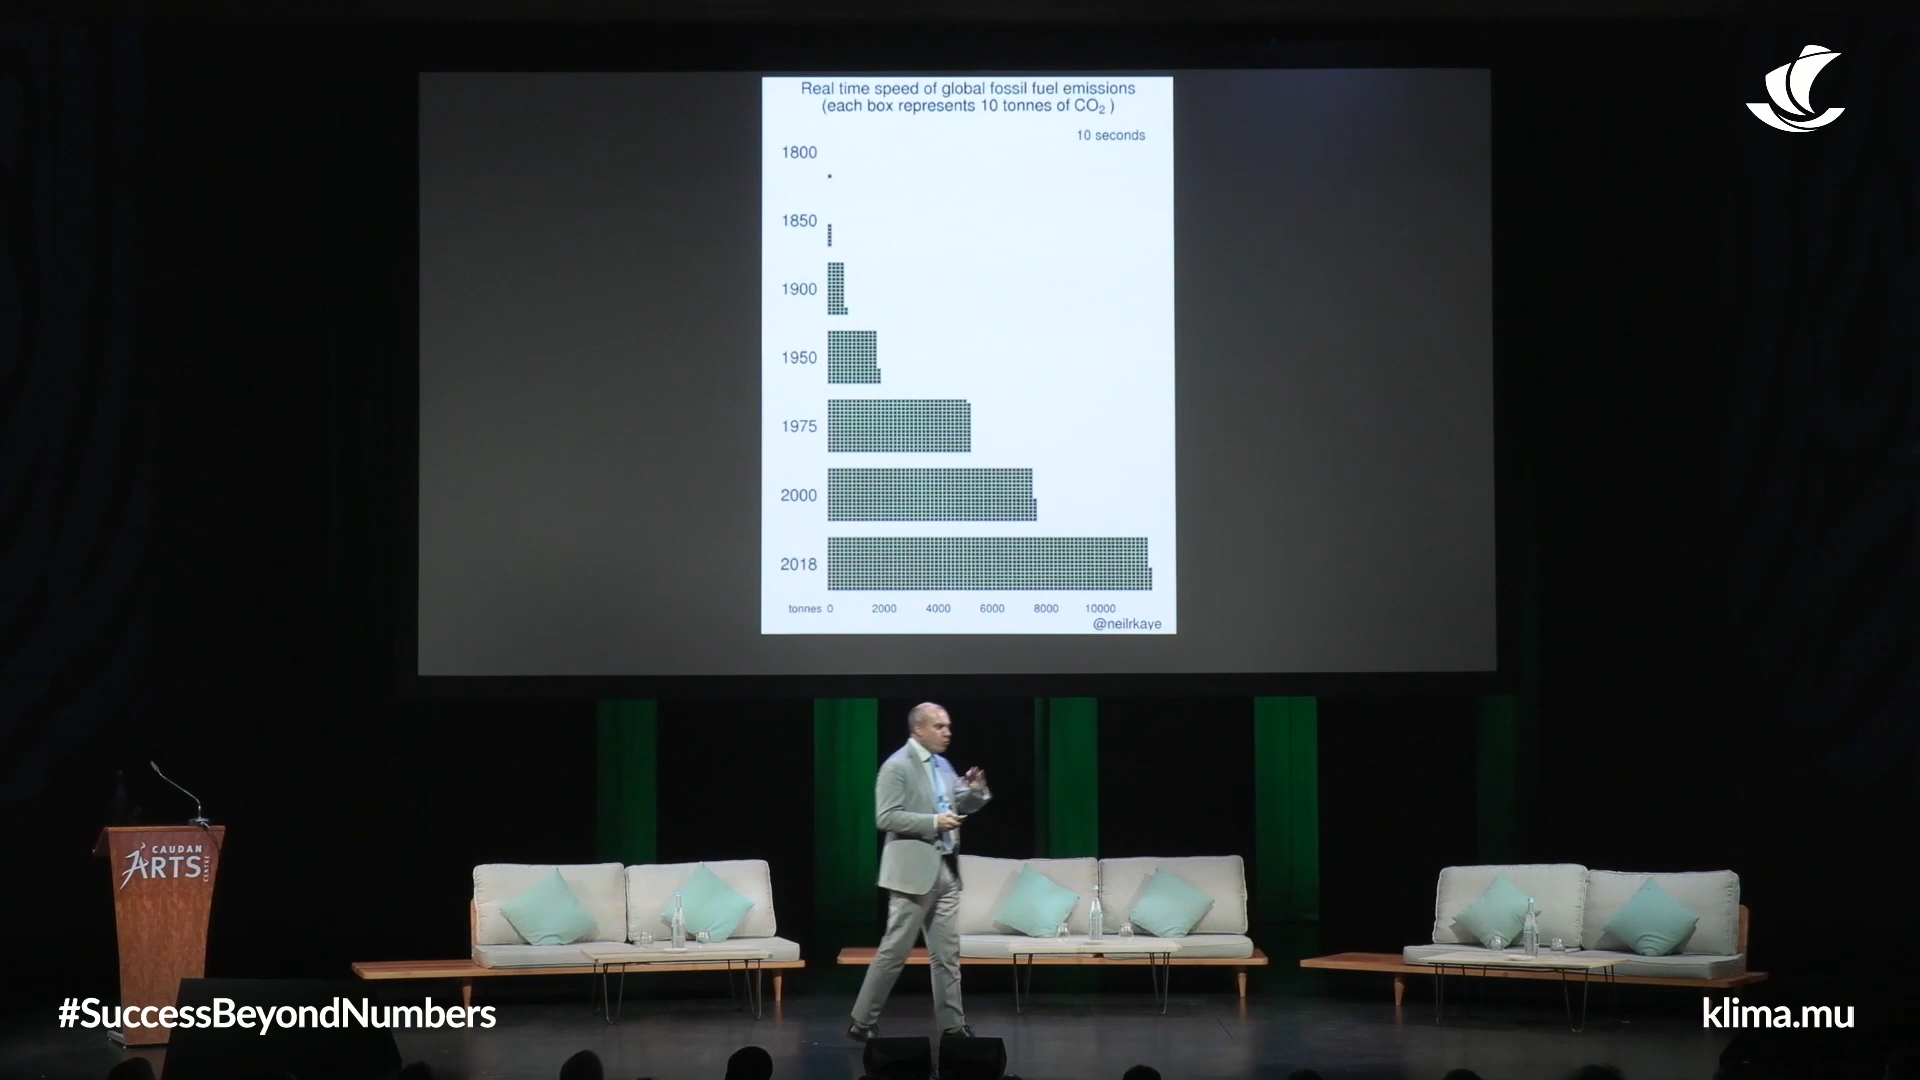 Real time speed of global fossil fuel emissions
(each box represents 10 tonnes of CO₂ )
10 seconds
1800
1850
1900
1950
1975
2000
2018
tonnes 0 2000 4000 6000 8000 10000
@neilrkaye
CAUDAN
ARTS
CENTRE
#SuccessBeyondNumbers
klima.mu